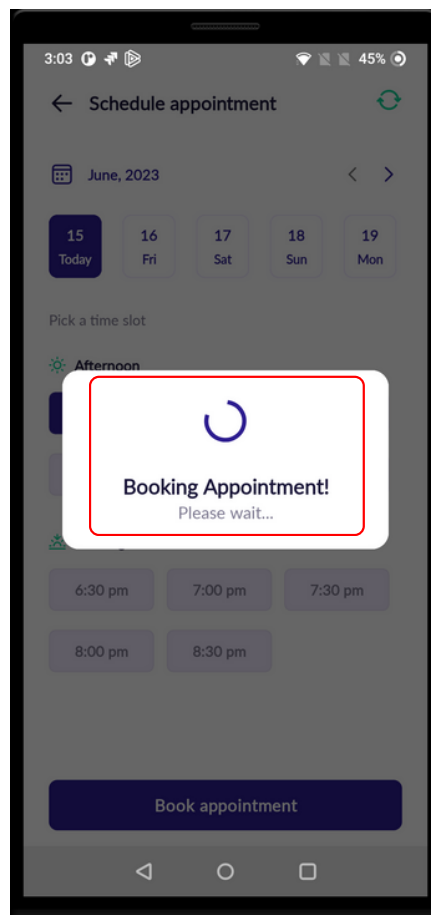 3:03
45%
Schedule appointment
June, 2023
15 16 17 18 19
Today Fri Sat Sun Mon
Pick a time slot
Afternoon
Booking Appointment!
Please wait...
6:30 pm 7:00 pm 7:30 pm
8:00 pm 8:30 pm
Book appointment